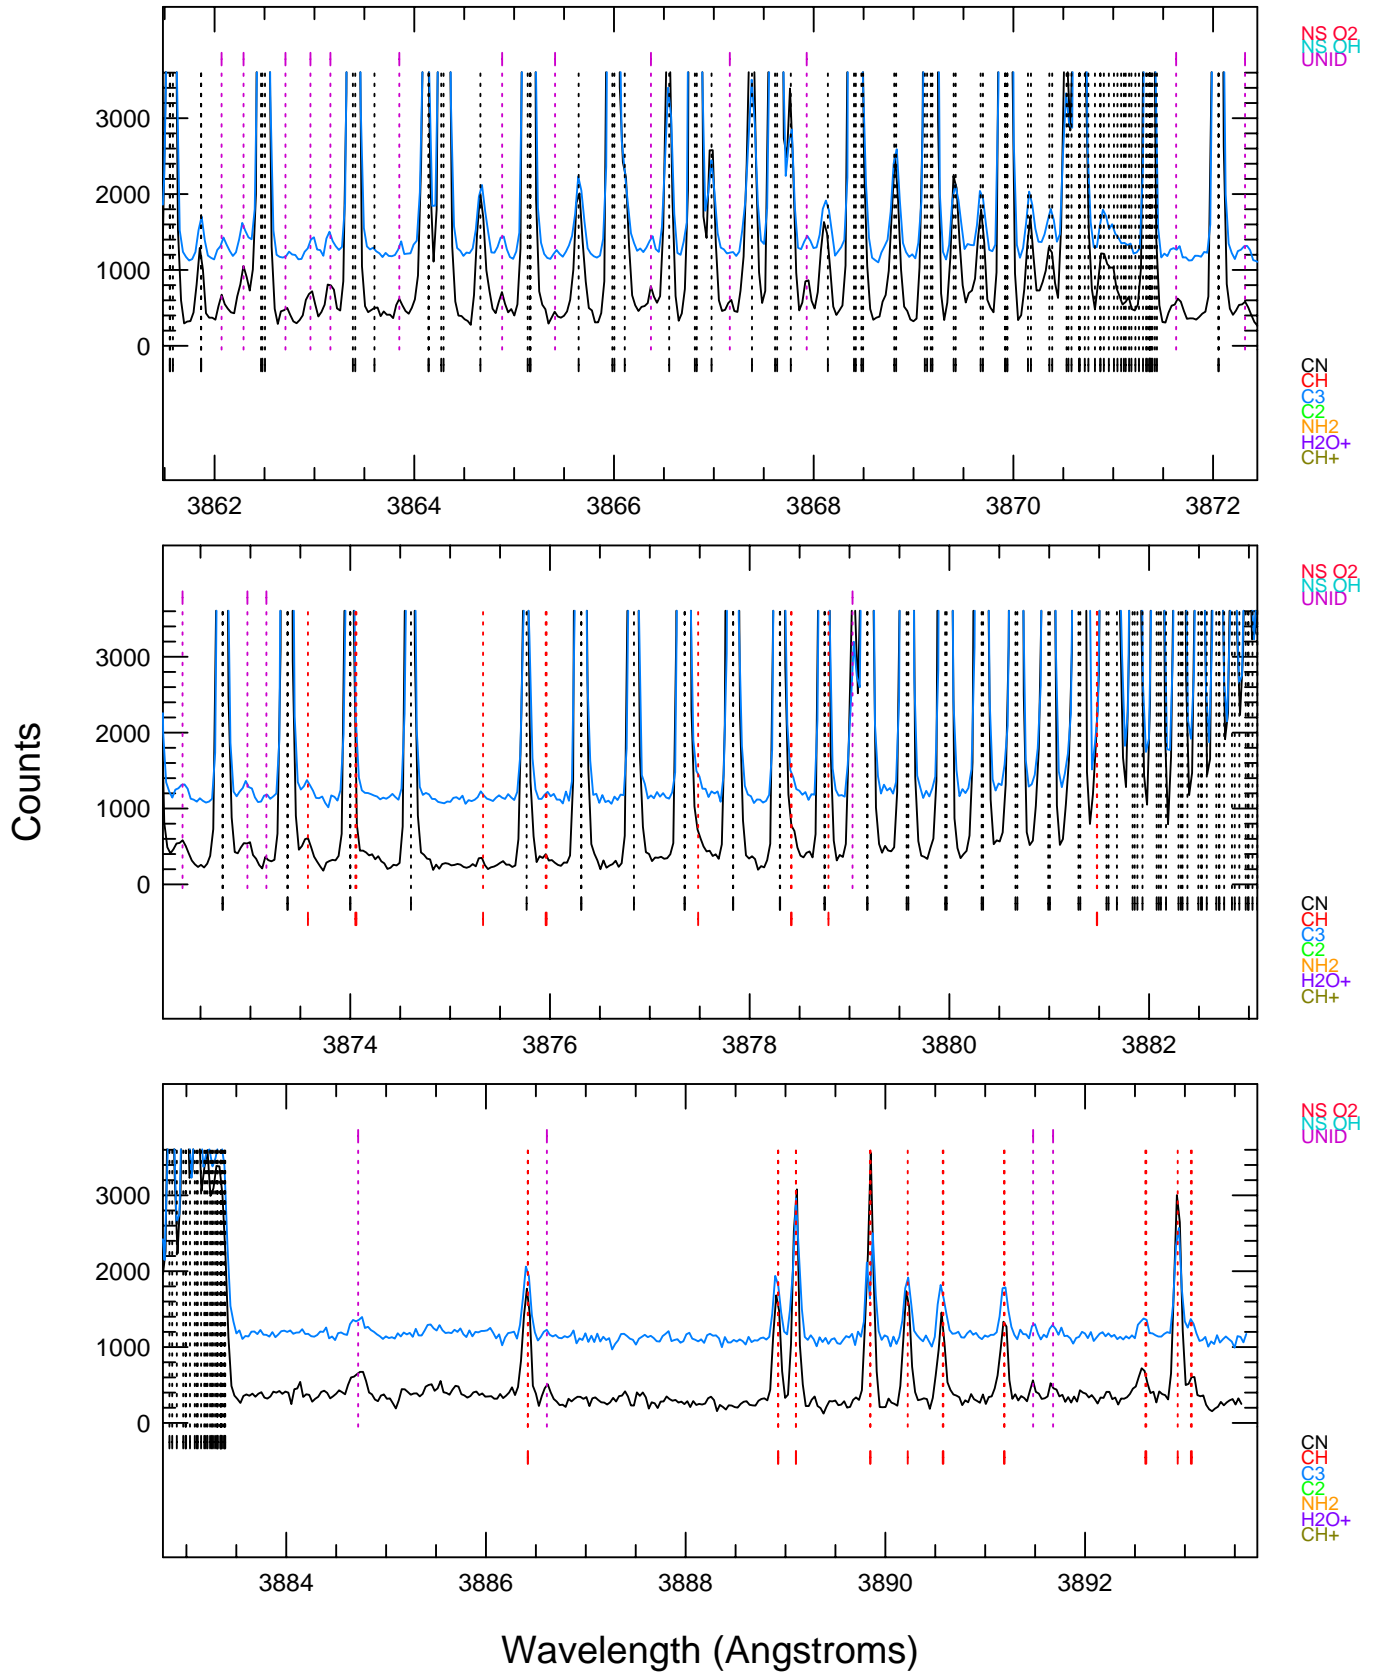 NS O2
NS OH
UNID
3000
2000
1000
0
CN
CH
C3
C2
NH2
H2O+
CH+
3862 3864 3866 3868 3870 3872
NS O2
NS OH
UNID
3000
2000
1000
0
Counts
CN
CH
C3
C2
NH2
H2O+
CH+
3874 3876 3878 3880 3882
NS O2
NS OH
UNID
3000
2000
1000
0
CN
CH
C3
C2
NH2
H2O+
CH+
3884 3886 3888 3890 3892
Wavelength (Angstroms)